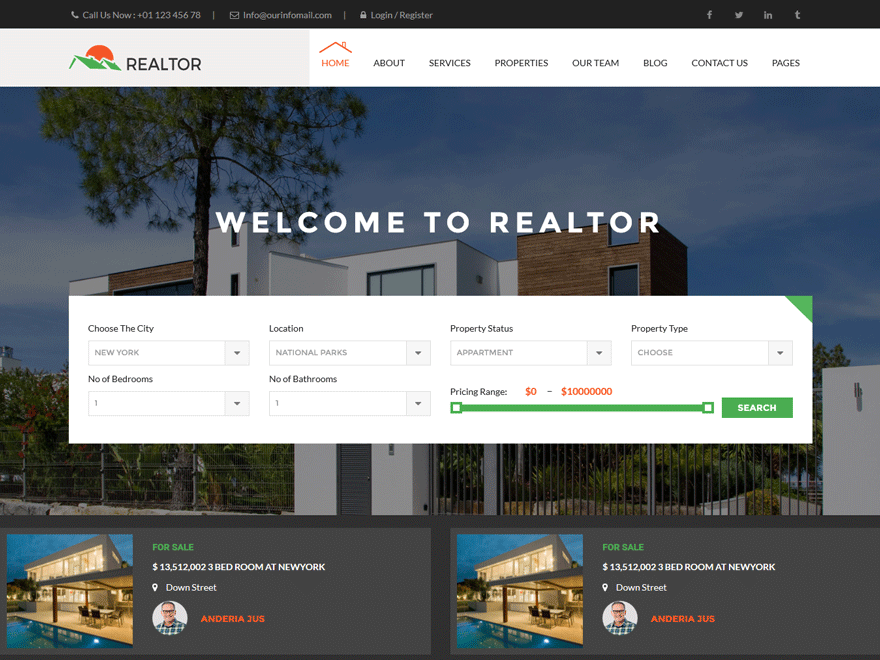 Call Us Now : +01 123 456 78 | Info@ourinfomail.com | Login / Register
REALTOR
HOME ABOUT SERVICES PROPERTIES OUR TEAM BLOG CONTACT US PAGES
WELCOME TO REALTOR
Choose The City Location Property Status Property Type
NEW YORK NATIONAL PARKS APPARTMENT CHOOSE
No of Bedrooms No of Bathrooms
Pricing Range: $0 – $10000000
1 1 SEARCH
FOR SALE FOR SALE
$ 13,512,002 3 BED ROOM AT NEWYORK $ 13,512,002 3 BED ROOM AT NEWYORK
Down Street Down Street
ANDERIA JUS ANDERIA JUS